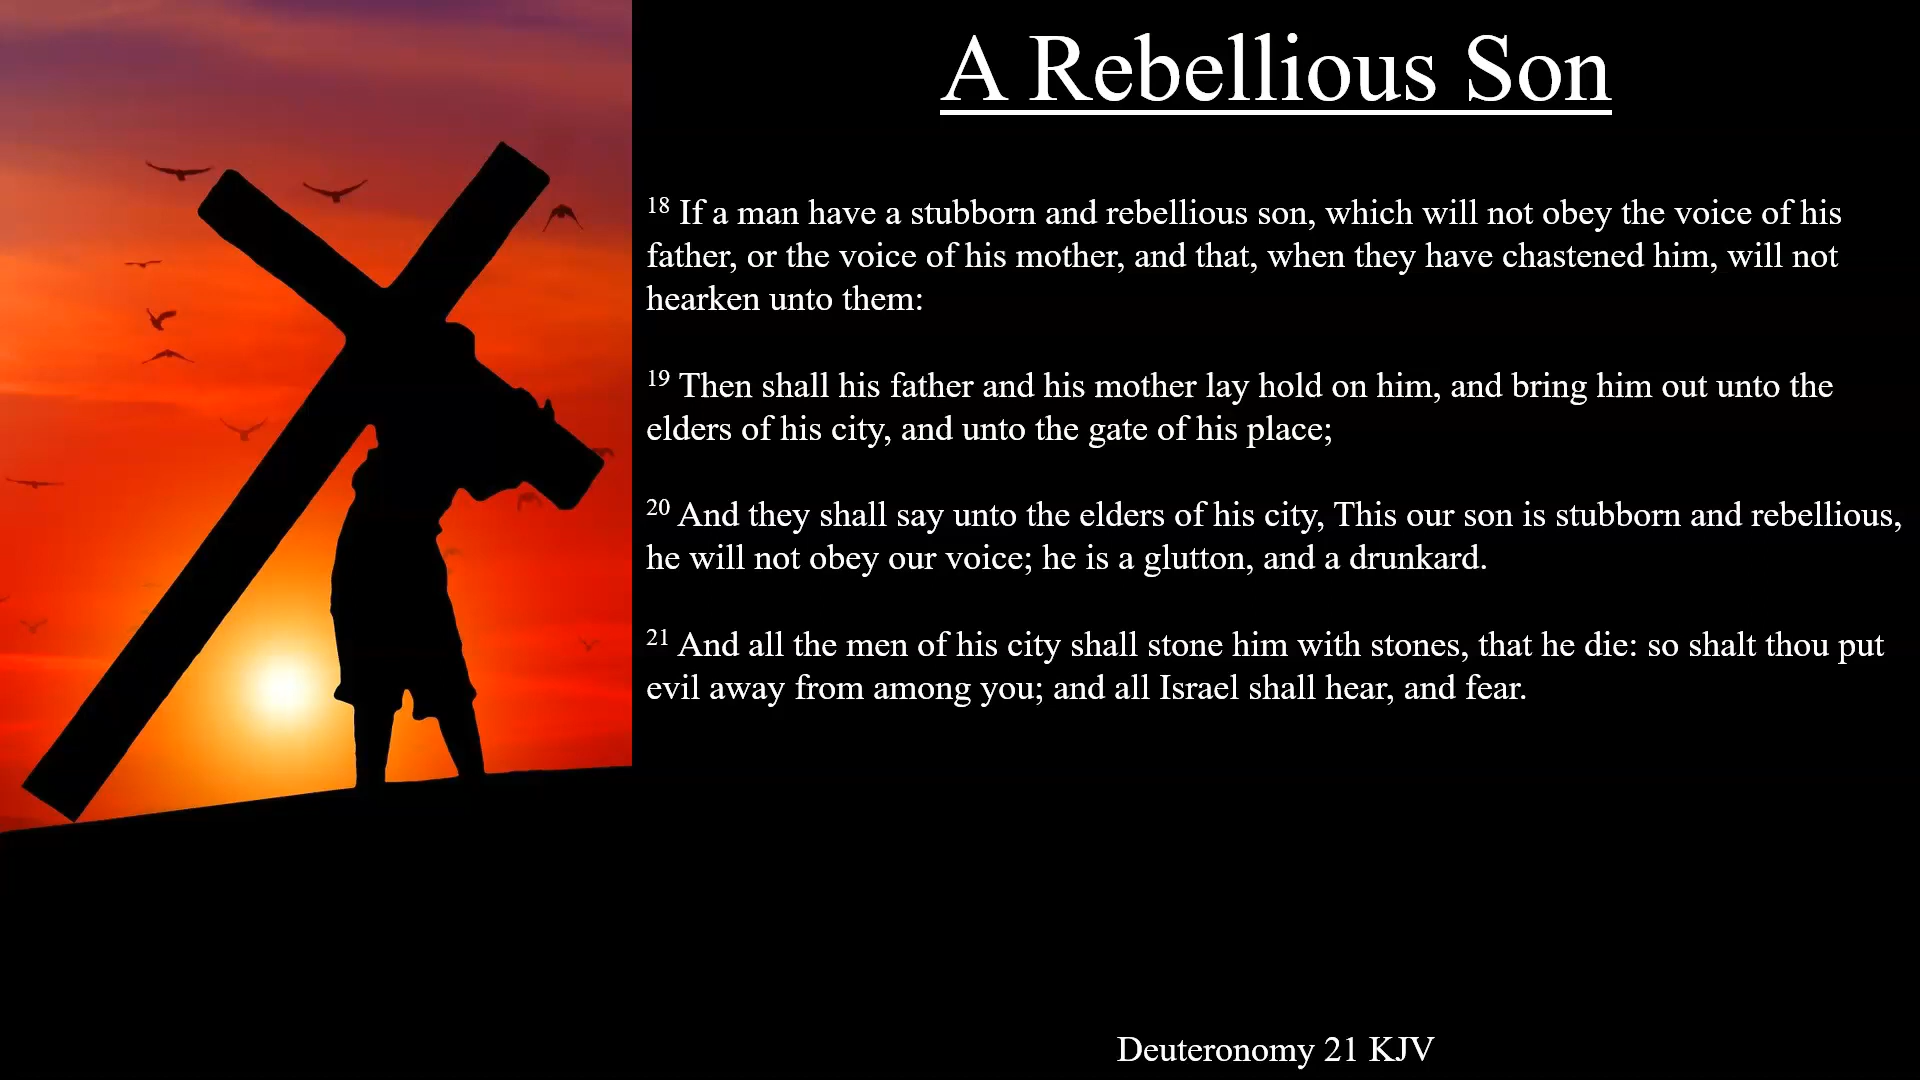 A Rebellious Son
18 If a man have a stubborn and rebellious son, which will not obey the voice of his
father, or the voice of his mother, and that, when they have chastened him, will not
hearken unto them:
19 Then shall his father and his mother lay hold on him, and bring him out unto the
elders of his city, and unto the gate of his place;
20 And they shall say unto the elders of his city, This our son is stubborn and rebellious,
he will not obey our voice; he is a glutton, and a drunkard.
21 And all the men of his city shall stone him with stones, that he die: so shalt thou put
evil away from among you; and all Israel shall hear, and fear.
Deuteronomy 21 KJV